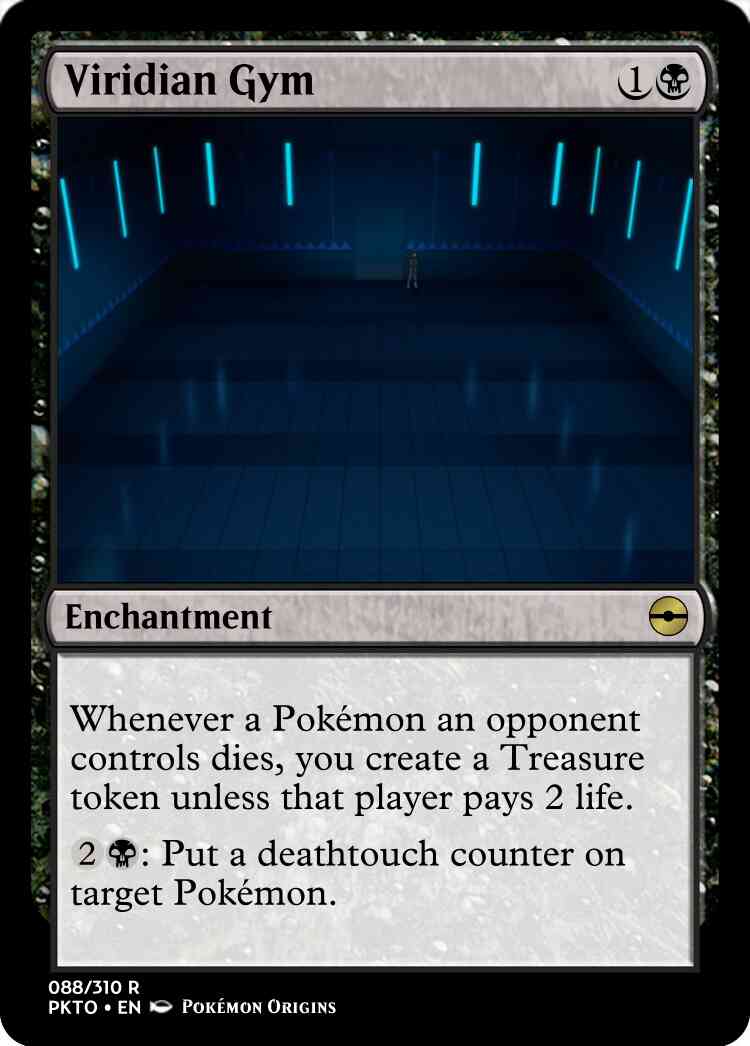 Viridian Gym 1
Enchantment
Whenever a Pokémon an opponent
controls dies, you create a Treasure
token unless that player pays 2 life.
2 : Put a deathtouch counter on
target Pokémon.
088/310 R
PKTO • EN Pokémon Origins